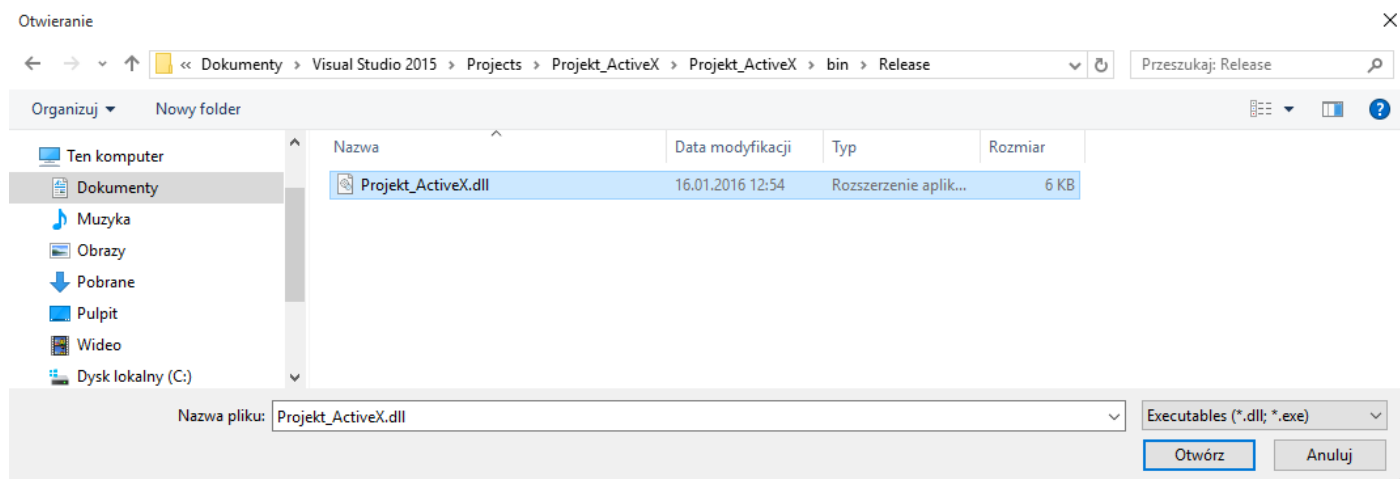 Otwieranie
« Dokumenty › Visual Studio 2015 › Projects › Projekt_ActiveX › Projekt_ActiveX › bin › Release Przeszukaj: Release
Organizuj Nowy folder
Nazwa Data modyfikacji Typ Rozmiar
Projekt_ActiveX.dll 16.01.2016 12:54 Rozszerzenie aplik... 6 KB
Ten komputer
Dokumenty
Muzyka
Obrazy
Pobrane
Pulpit
Wideo
Dysk lokalny (C:)
Nazwa pliku: Projekt_ActiveX.dll Executables (*.dll; *.exe)
Otwórz Anuluj